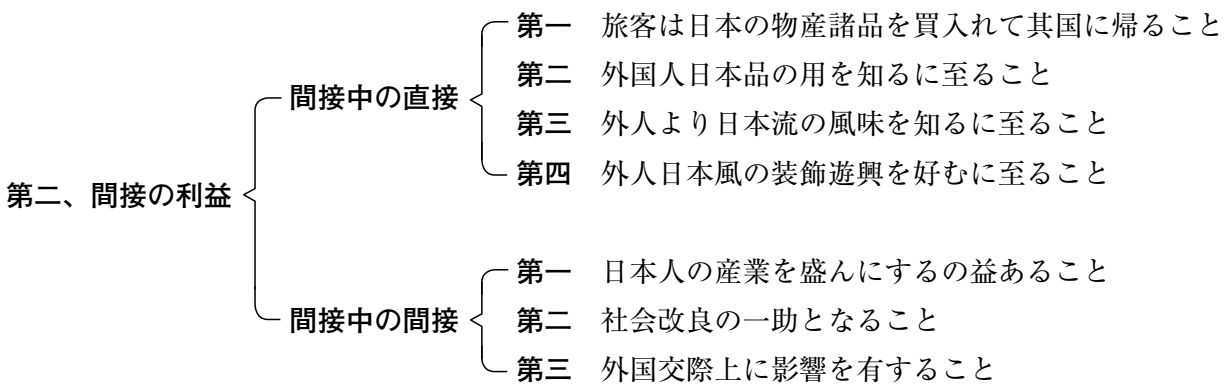 第二、間接の利益
間接中の直接
第一 旅客は日本の物産諸品を買入れて其国に帰ること
第二 外国人日本品の用を知るに至ること
第三 外人より日本流の風味を知るに至ること
第四 外人日本風の装飾遊興を好むに至ること
間接中の間接
第一 日本人の産業を盛んにするの益あること
第二 社会改良の一助となること
第三 外国交際上に影響を有すること